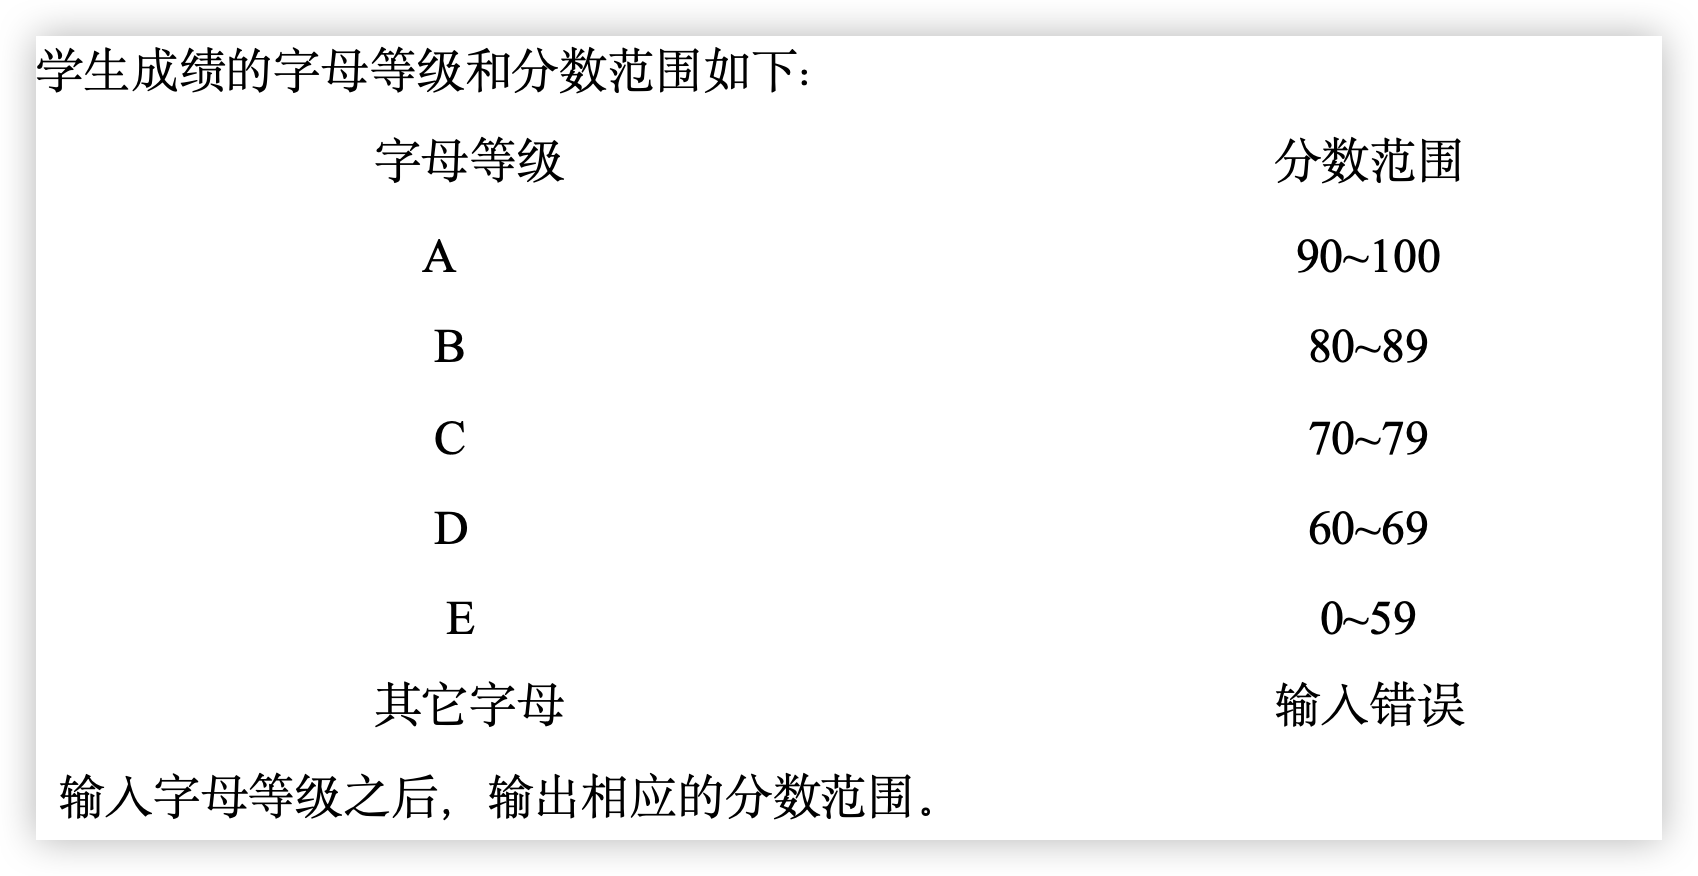 学生成绩的字母等级和分数范围如下：
字母等级 分数范围
A 90~100
B 80~89
C 70~79
D 60~69
E 0~59
其它字母 输入错误
输入字母等级之后，输出相应的分数范围。